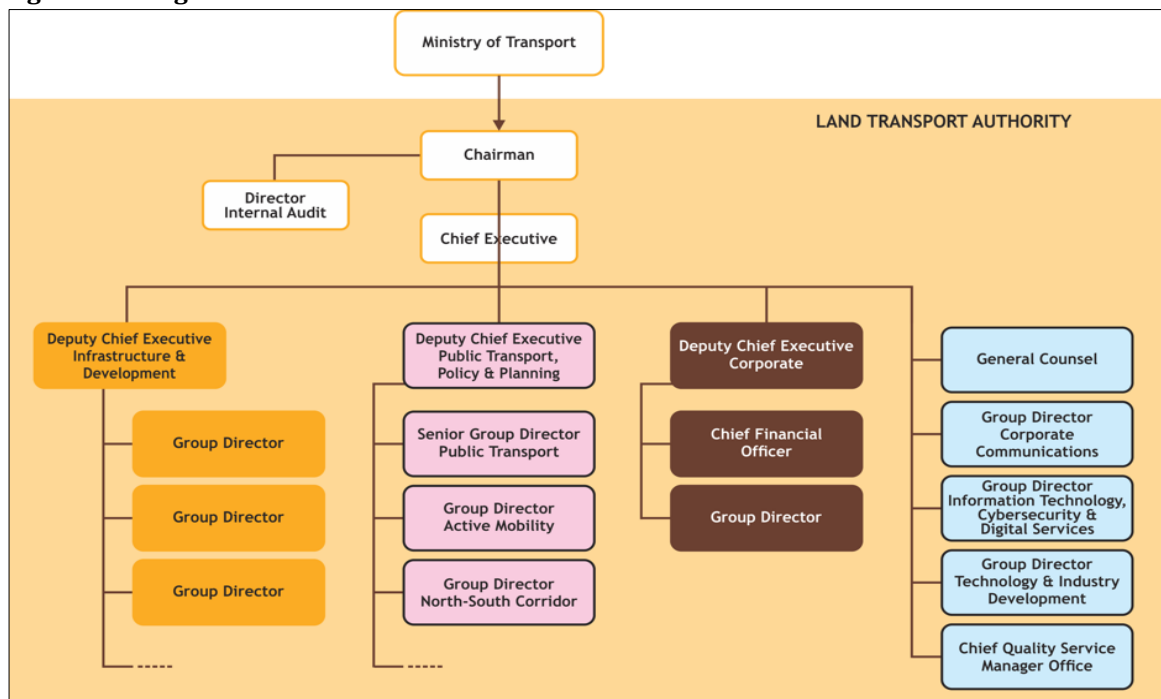 Ministry of Transport
LAND TRANSPORT AUTHORITY
Chairman
Director
Internal Audit
Chief Executive
Deputy Chief Executive
Infrastructure &
Development
Group Director
Group Director
Group Director
Deputy Chief Executive
Public Transport,
Policy & Planning
Senior Group Director
Public Transport
Group Director
Active Mobility
Group Director
North-South Corridor
Deputy Chief Executive
Corporate
Chief Financial
Officer
Group Director
General Counsel
Group Director
Corporate
Communications
Group Director
Information Technology,
Cybersecurity &
Digital Services
Group Director
Technology & Industry
Development
Chief Quality Service
Manager Office